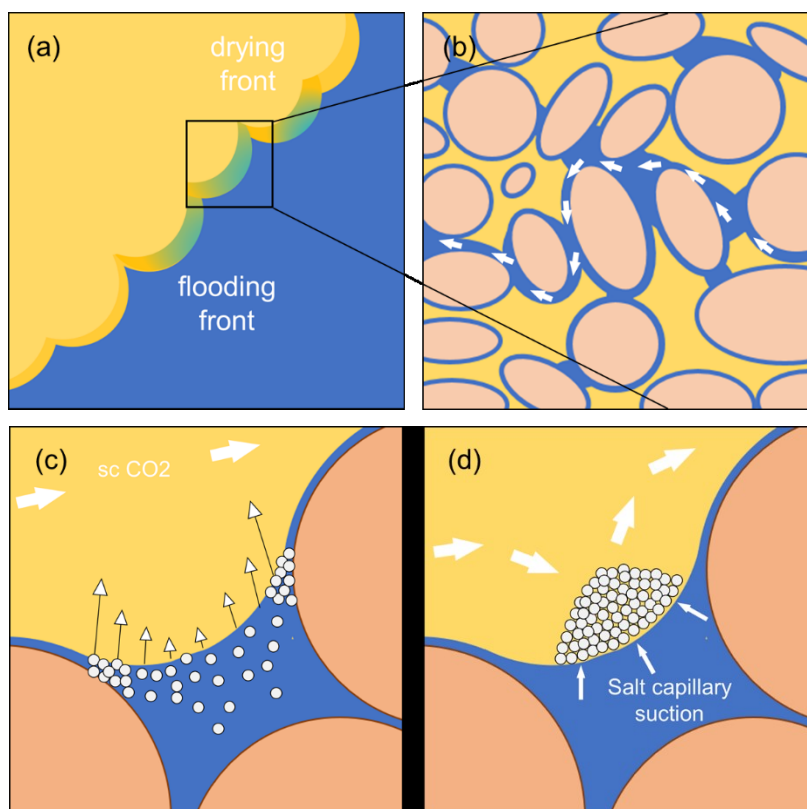 (a)
drying
front
flooding
front
(b)
(c)
sc CO2
(d)
Salt capillary
suction